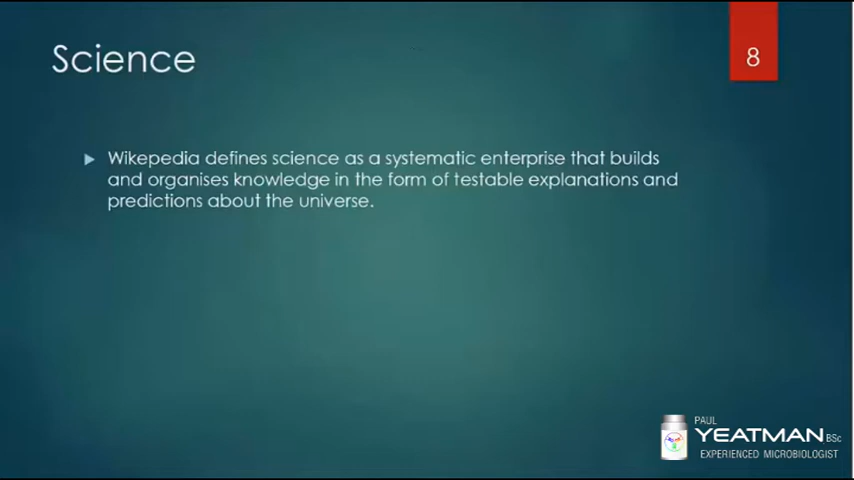 Science
8
Wikepedia defines science as a systematic enterprise that builds
and organises knowledge in the form of testable explanations and
predictions about the universe.
PAUL
YEATMAN BSc
EXPERIENCED MICROBIOLOGIST